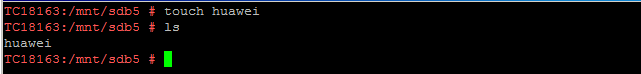 TC18163:/mnt/sdb5 # touch huawei
TC18163:/mnt/sdb5 # ls
huawei
TC18163:/mnt/sdb5 #